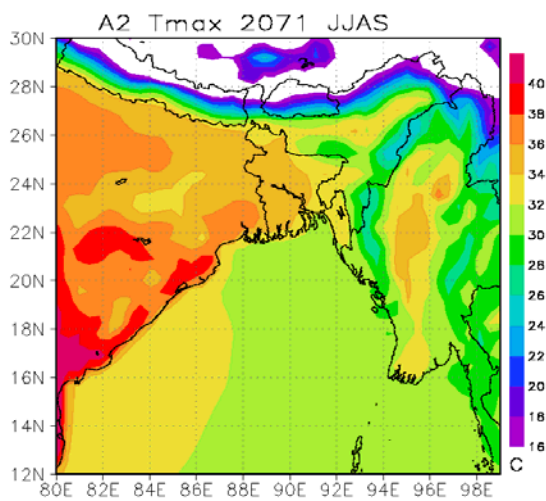 A2 Tmax 2071 JJAS
30N
28N
26N
24N
22N
20N
18N
16N
14N
12N
80E 82E 84E 86E 88E 90E 92E 94E 96E 98E
40
38
36
34
32
30
28
26
24
22
20
18
16
C